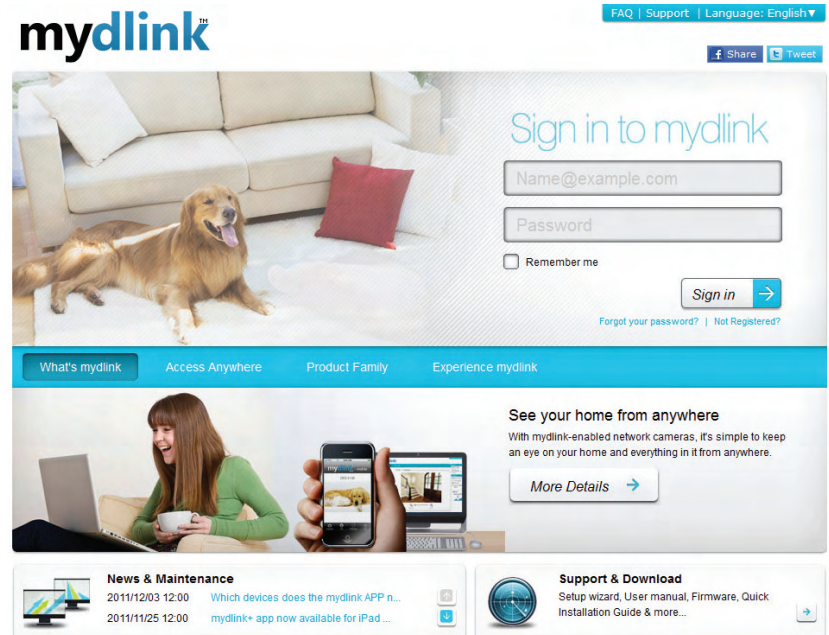 mydlink™
FAQ | Support | Language: English▼
Share Tweet
Sign in to mydlink
Name@example.com
Password
Remember me
Sign in
Forgot your password? | Not Registered?
What's mydlink Access Anywhere Product Family Experience mydlink
See your home from anywhere
With mydlink-enabled network cameras, it's simple to keep
an eye on your home and everything in it from anywhere.
More Details
mydlink
News & Maintenance
2011/12/03 12:00 Which devices does the mydlink APP n...
2011/11/25 12:00 mydlink+ app now available for iPad ...
Support & Download
Setup wizard, User manual, Firmware, Quick
Installation Guide & more...